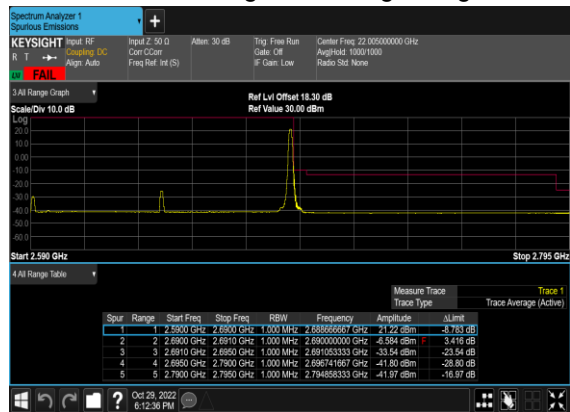 Spectrum Analyzer 1
Spurious Emissions
+
KEYSIGHT Input: RF Input Z: 50 Ω Atten: 30 dB Trig: Free Run Center Freq: 22.005000000 GHz
R T Coupling: DC Corr CCorr Gate: Off Avg|Hold: 1000/1000
Align: Auto Freq Ref: Int (S) IF Gain: Low Radio Std: None
LXI FAIL
3 All Range Graph
Ref Lvl Offset 18.30 dB
Scale/Div 10.0 dB Ref Value 30.00 dBm
Log
20.0
10.0
0.00
-10.0
-20.0
-30.0
-40.0
-50.0
-60.0
Start 2.590 GHz Stop 2.795 GHz
4 All Range Table
Measure Trace Trace 1
Trace Type Trace Average (Active)
Spur Range Start Freq Stop Freq RBW Frequency Amplitude ΔLimit
1 1 2.5900 GHz 2.6900 GHz 1.000 MHz 2.688666667 GHz 21.22 dBm -8.783 dB
2 2 2.6900 GHz 2.6910 GHz 1.000 MHz 2.690000000 GHz -6.584 dBm F 3.416 dB
3 3 2.6910 GHz 2.6950 GHz 1.000 MHz 2.691053333 GHz -33.54 dBm -23.54 dB
4 4 2.6950 GHz 2.7900 GHz 1.000 MHz 2.696741667 GHz -41.80 dBm -28.80 dB
5 5 2.7900 GHz 2.7950 GHz 1.000 MHz 2.794858333 GHz -41.97 dBm -16.97 dB
? Oct 29, 2022
6:12:36 PM